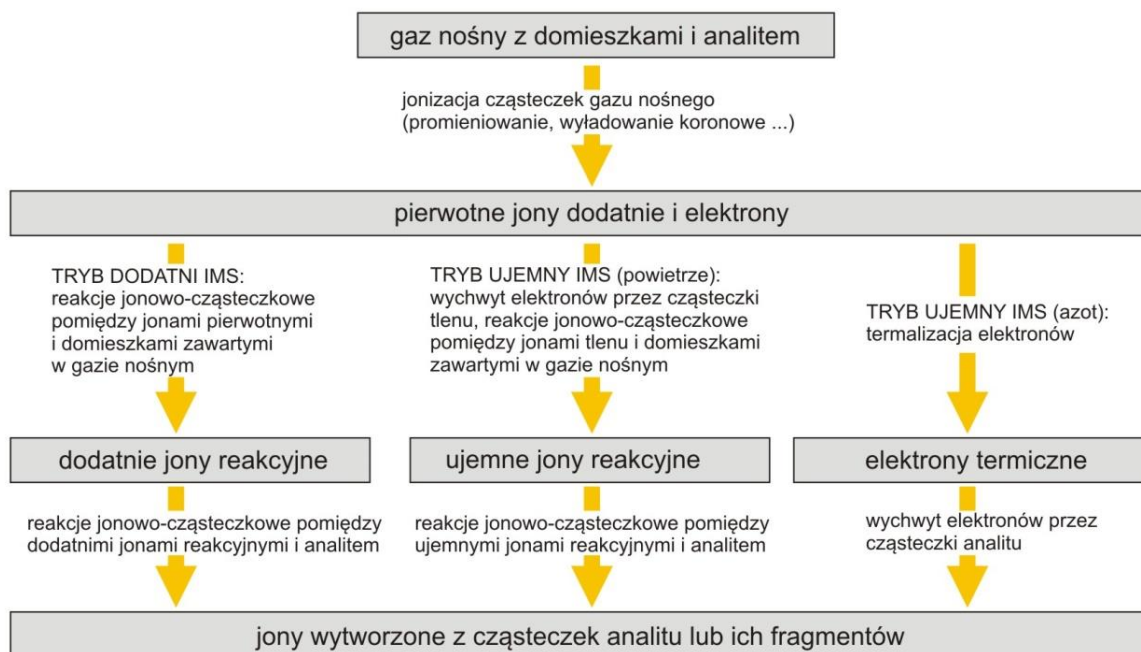 gaz nośny z domieszkami i analitem
jonizacja cząsteczek gazu nośnego
(promieniowanie, wyładowanie koronowe ...)
pierwotne jony dodatnie i elektrony
TRYB DODATNI IMS:
reakcje jonowo-cząsteczkowe
pomiędzy jonami pierwotnymi
i domieszkami zawartymi
w gazie nośnym
TRYB UJEMNY IMS (powietrze):
wychwyt elektronów przez cząsteczki
tlenu, reakcje jonowo-cząsteczkowe
pomiędzy jonami tlenu i domieszkami
zawartymi w gazie nośnym
TRYB UJEMNY IMS (azot):
termalizacja elektronów
dodatnie jony reakcyjne
ujemne jony reakcyjne
elektrony termiczne
reakcje jonowo-cząsteczkowe pomiędzy
dodatnimi jonami reakcyjnymi i analitem
reakcje jonowo-cząsteczkowe pomiędzy
ujemnymi jonami reakcyjnymi i analitem
wychwyt elektronów przez
cząsteczki analitu
jony wytworzone z cząsteczek analitu lub ich fragmentów